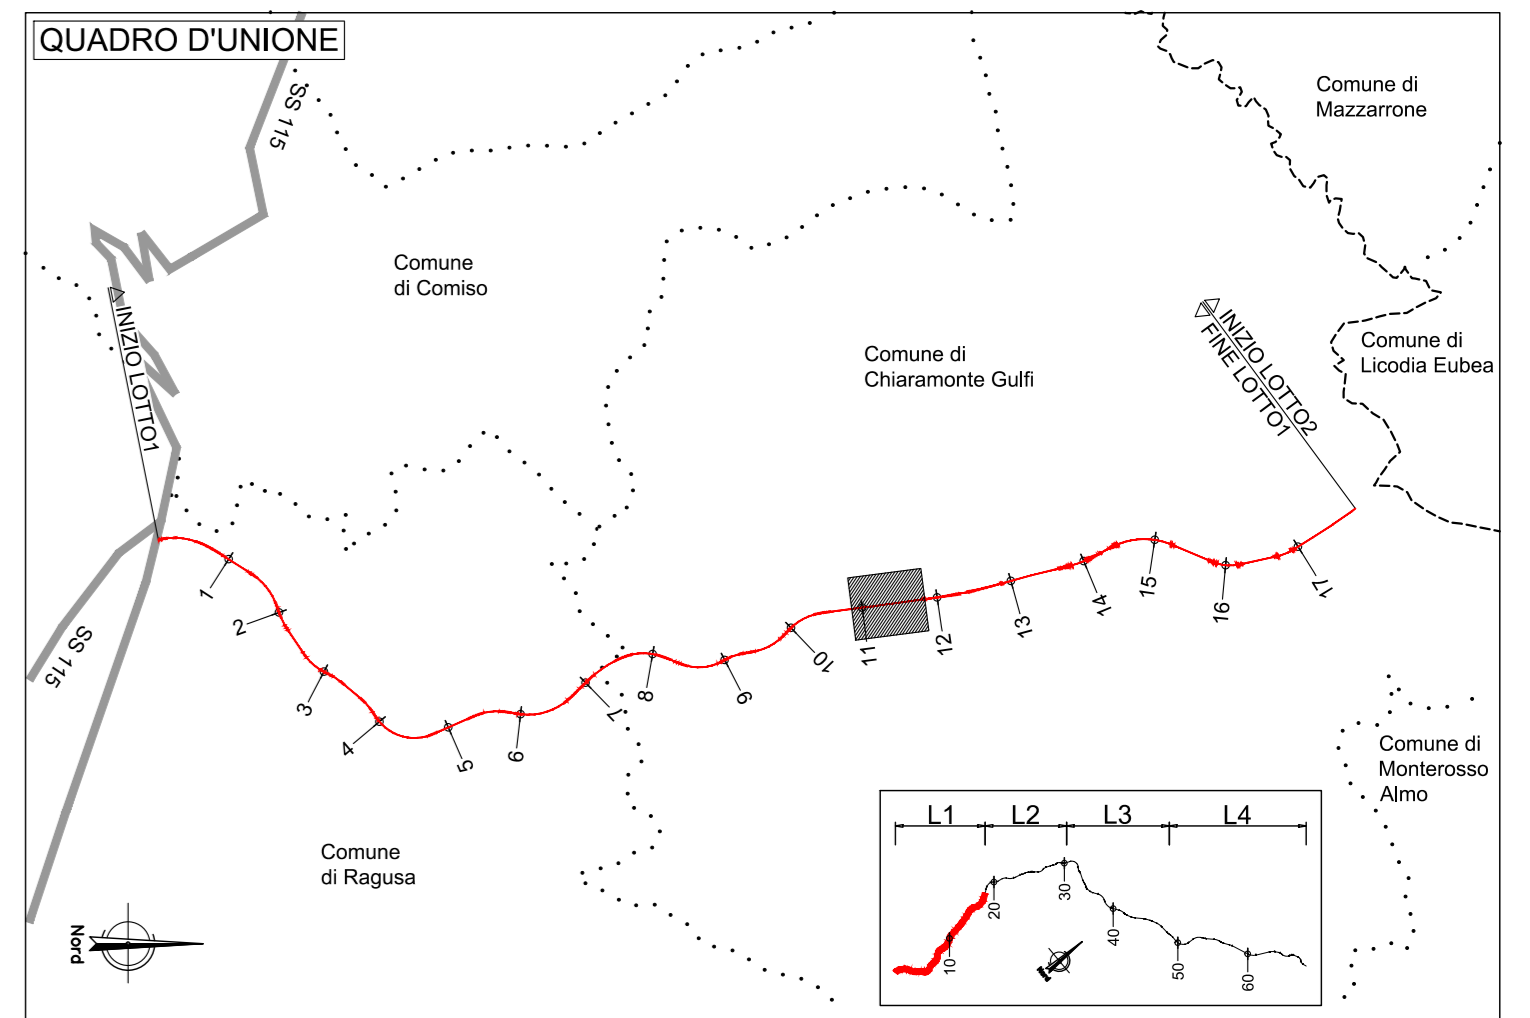 QUADRO D'UNIONE
SS 115
Comune di
Mazzarrone
Comune
di Comiso
INIZIO LOTTO1
Comune di
Chiaramonte Gulfi
INIZIO LOTTO2
FINE LOTTO1
Comune di
Licodia Eubea
1
2
3
4
5
6
7
8
9
10
11
12
13
14
15
16
17
SS 115
Comune di
Monterosso
Almo
Comune
di Ragusa
Nord
L1
L2
L3
L4
10
20
30
40
50
60
Nord